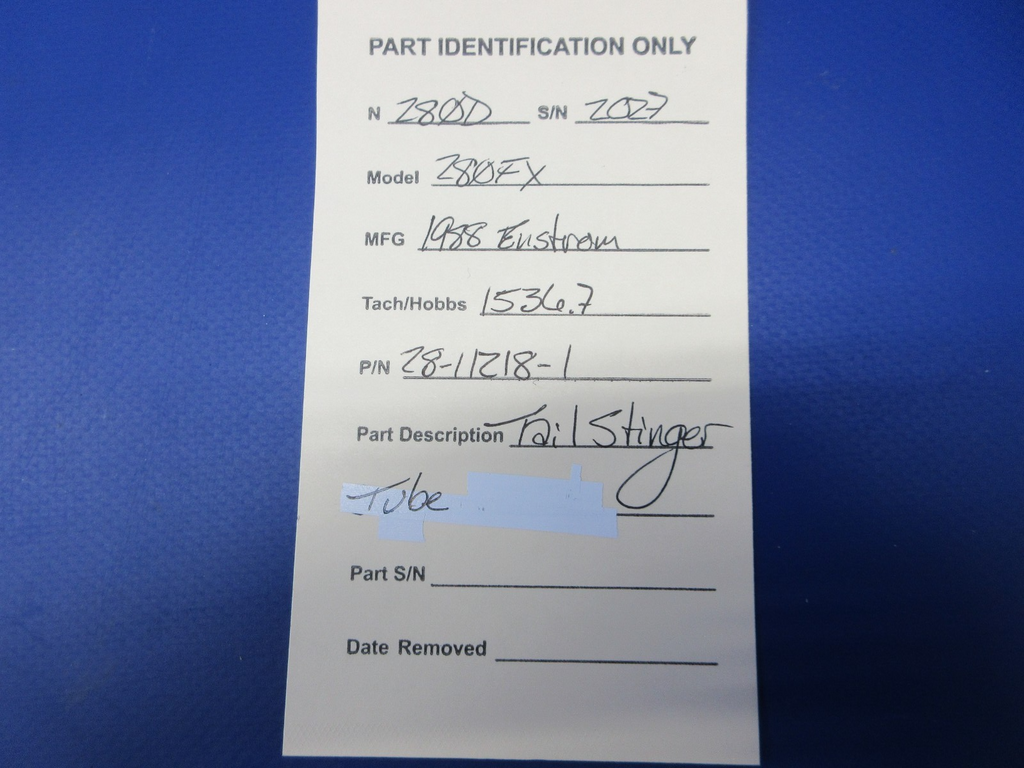 PART IDENTIFICATION ONLY
N 280D S/N 2027
Model 280FX
MFG 1988 Enstrom
Tach/Hobbs 1536.7
P/N 28-11218-1
Part Description Tail Stinger
Tube
Part S/N
Date Removed